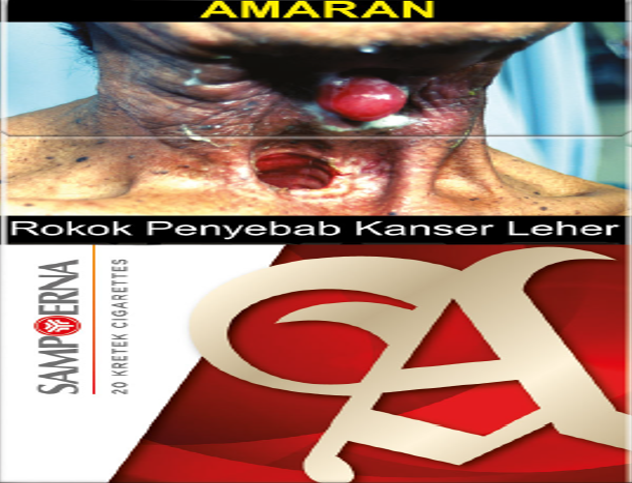 AMARAN
Rokok Penyebab Kanser Leher
SAMPOERNA
20 KRETEK CIGARETTES
A